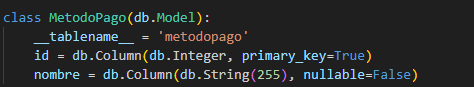 class MetodoPago(db.Model):
    __tablename__ = 'metodopago'
    id = db.Column(db.Integer, primary_key=True)
    nombre = db.Column(db.String(255), nullable=False)